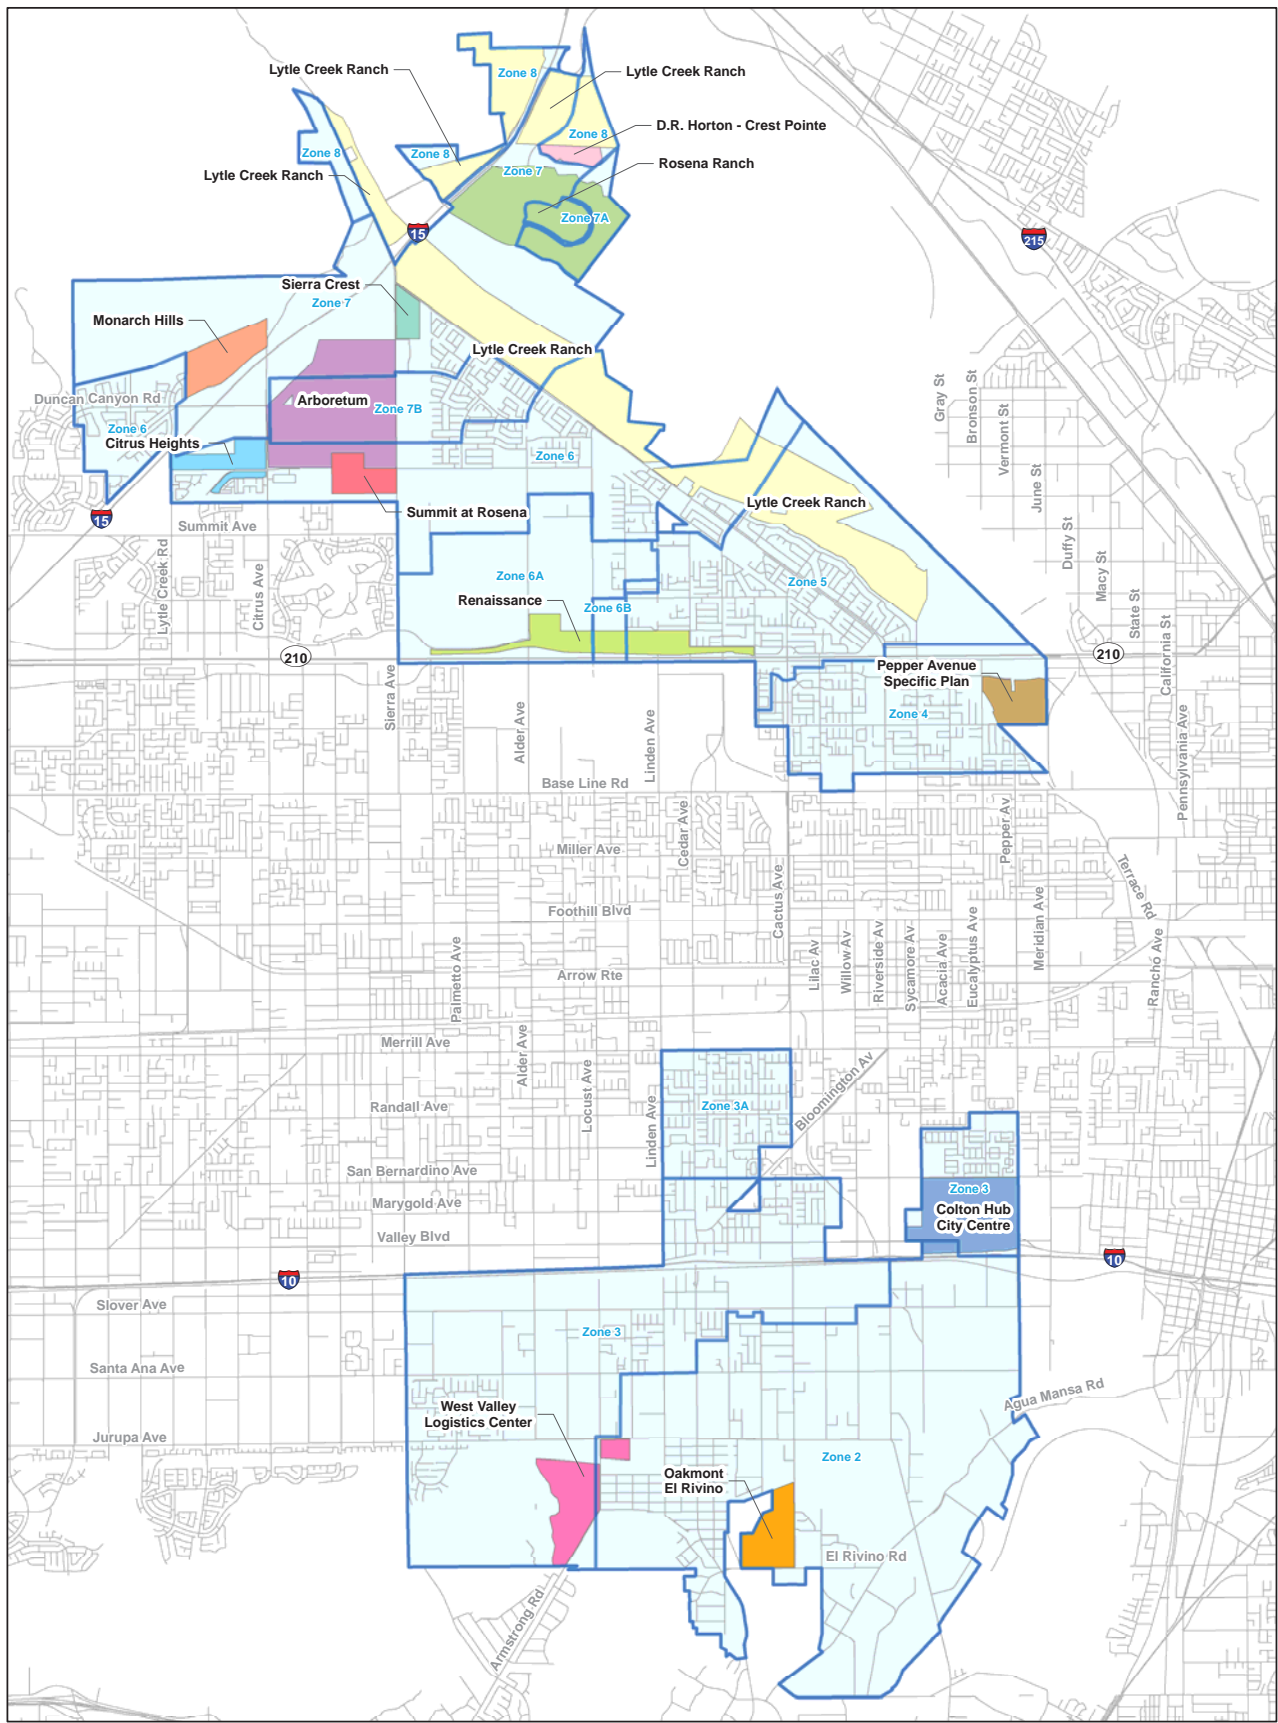 Zone 8
Lytle Creek Ranch
Lytle Creek Ranch
D.R. Horton - Crest Pointe
Zone 8
Zone 8
Zone 8
Rosena Ranch
Zone 7
Lytle Creek Ranch
Zone 7A
15
215
Sierra Crest
Zone 7
Monarch Hills
Lytle Creek Ranch
Duncan Canyon Rd
Arboretum
Zone 7B
Zone 6
Citrus Heights
Zone 6
Gray St
Bronson St
Vermont St
June St
Lytle Creek Ranch
Summit at Rosena
15
Summit Ave
Duffy St
Macy St
State St
California St
Pennsylvania Ave
Lytle Creek Rd
Citrus Ave
Zone 6A
Zone 5
Renaissance
Zone 6B
210
210
Pepper Avenue
Specific Plan
Zone 4
Sierra Ave
Alder Ave
Linden Ave
Base Line Rd
Cedar Ave
Pepper Av
Miller Ave
Terrace Rd
Foothill Blvd
Cactus Ave
Lilac Av
Willow Av
Riverside Av
Sycamore Av
Acacia Ave
Eucalyptus Ave
Meridian Ave
Rancho Ave
Palmetto Ave
Arrow Rte
Merrill Ave
Alder Ave
Locust Ave
Linden Ave
Bloomington Av
Zone 3A
Randall Ave
San Bernardino Ave
Marygold Ave
Zone 3
Colton Hub
City Centre
Valley Blvd
10
10
Slover Ave
Zone 3
Santa Ana Ave
Agua Mansa Rd
West Valley
Logistics Center
Jurupa Ave
Zone 2
Oakmont
El Rivino
El Rivino Rd
Armstrong Rd